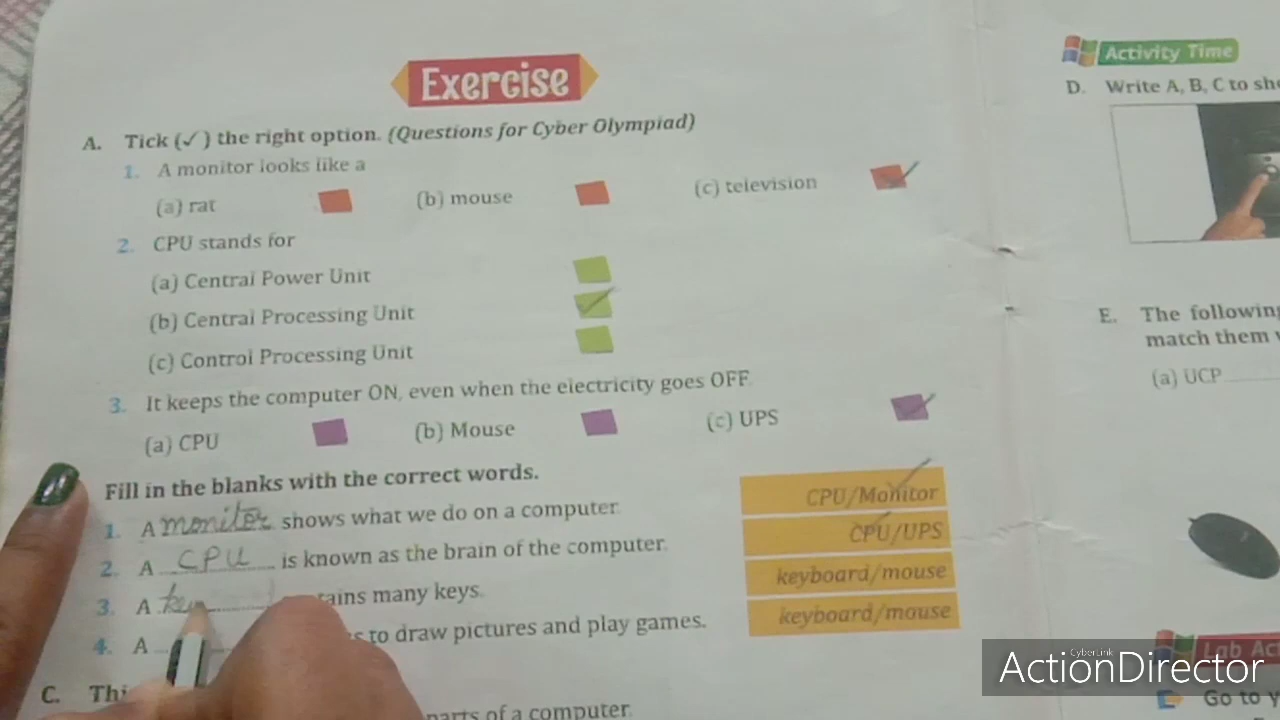 Exercise
A. Tick (✓) the right option. (Questions for Cyber Olympiad)
1. A monitor looks like a
(a) rat (b) mouse (c) television
2. CPU stands for
(a) Central Power Unit
(b) Central Processing Unit
(c) Control Processing Unit
3. It keeps the computer ON, even when the electricity goes OFF
(a) CPU (b) Mouse (c) UPS
Fill in the blanks with the correct words.
1. A monitor shows what we do on a computer. CPU/Monitor
2. A CPU is known as the brain of the computer. CPU/UPS
3. A many keys. keyboard/mouse
4. A to draw pictures and play games. keyboard/mouse
C.
parts of a computer.
Activity Time
D. Write A, B, C to
E. The
match them
(a) UCP
Lab
Go to
CyberLink
ActionDirector